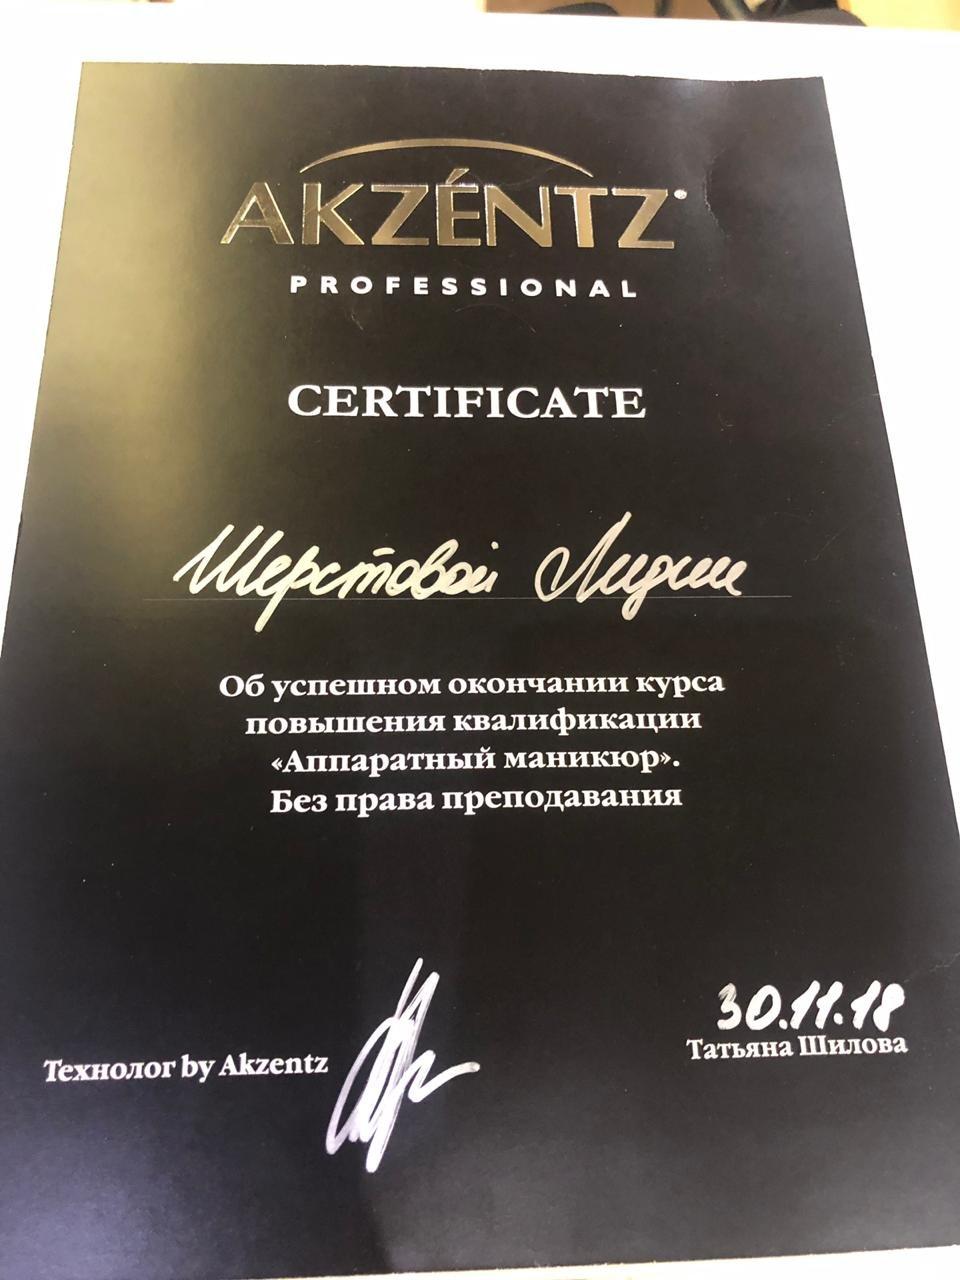 AKZÉNTZ®
PROFESSIONAL
CERTIFICATE
Шерстовой Лидии
Об успешном окончании курса
повышения квалификации
«Аппаратный маникюр».
Без права преподавания
30.11.18
Технолог by Akzentz
Татьяна Шилова